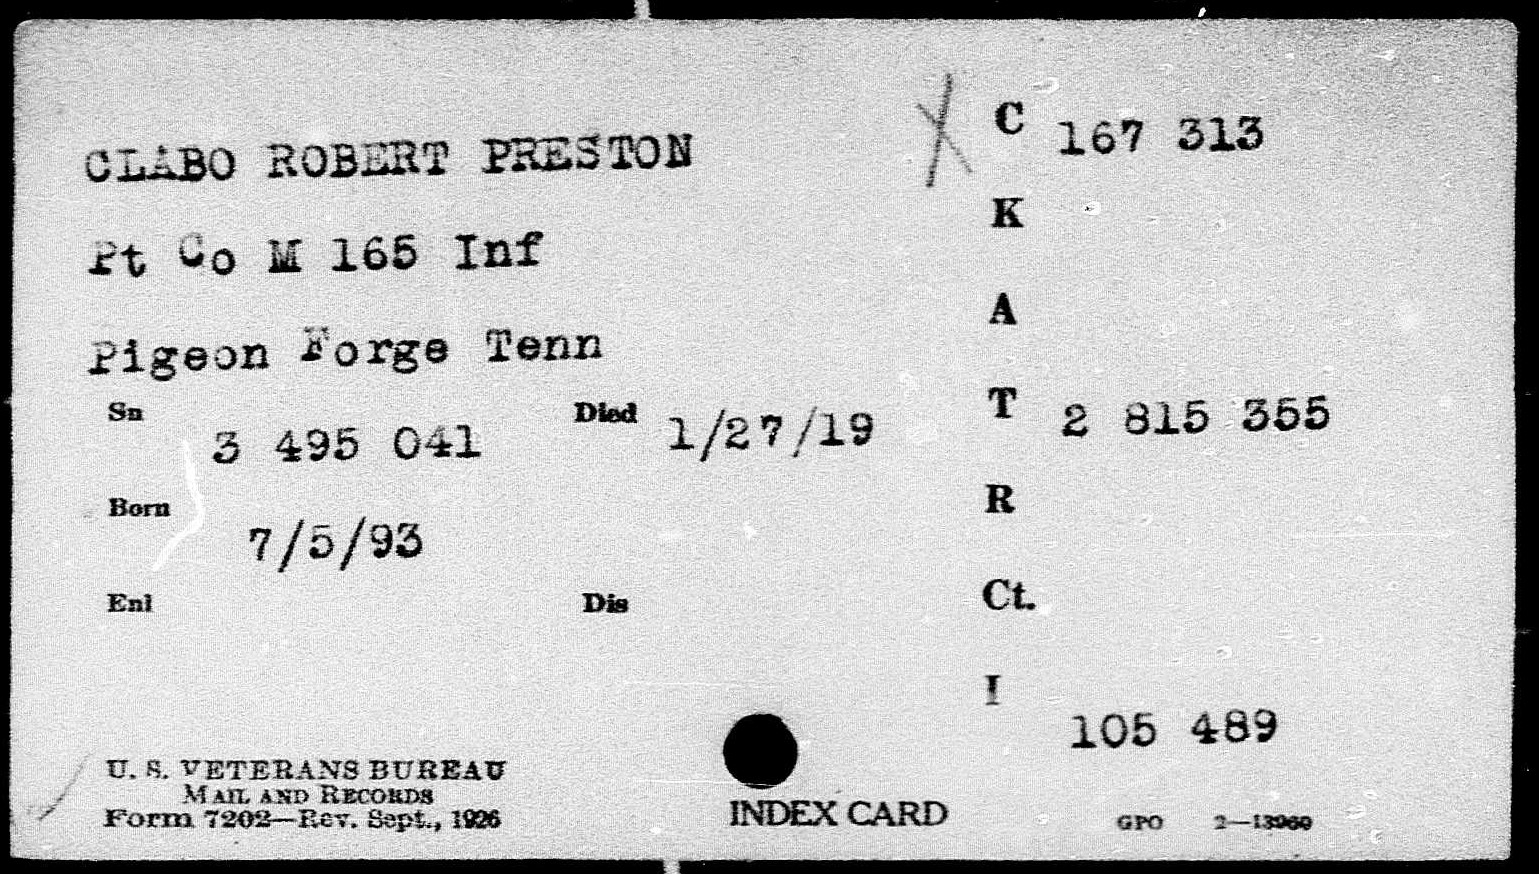 CLABO ROBERT PRESTON
C 167 313
K
Pt Co M 165 Inf
A
Pigeon Forge Tenn
Sn 3 495 041 Died 1/27/19
T 2 815 355
R
Born 7/5/93
Enl Dis
Ct.
I 105 489
U. S. VETERANS BUREAU
MAIL AND RECORDS
Form 7202—Rev. Sept., 1926
INDEX CARD
GPO 2—13960